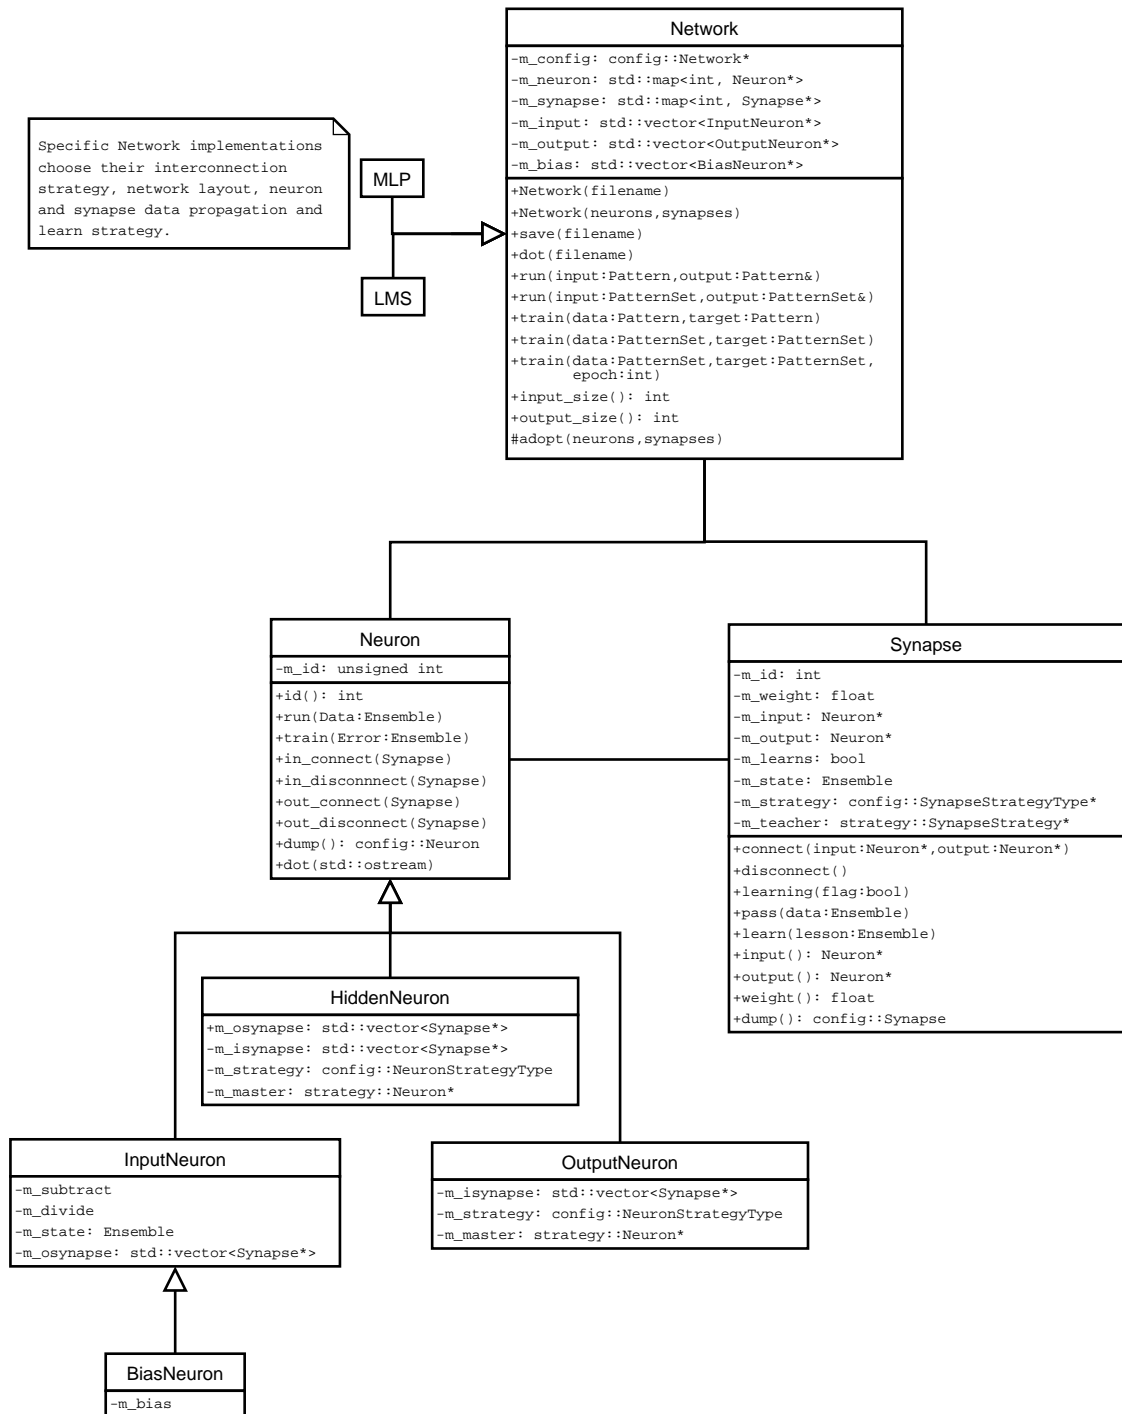 Network
-m_config: config::Network*
-m_neuron: std::map<int, Neuron*>
-m_synapse: std::map<int, Synapse*>
-m_input: std::vector<InputNeuron*>
-m_output: std::vector<OutputNeuron*>
-m_bias: std::vector<BiasNeuron*>
+Network(filename)
+Network(neurons,synapses)
+save(filename)
+dot(filename)
+run(input:Pattern,output:Pattern&)
+run(input:PatternSet,output:PatternSet&)
+train(data:Pattern,target:Pattern)
+train(data:PatternSet,target:PatternSet)
+train(data:PatternSet,target:PatternSet,
epoch:int)
+input_size(): int
+output_size(): int
#adopt(neurons,synapses)
Specific Network implementations
choose their interconnection
strategy, network layout, neuron
and synapse data propagation and
learn strategy.
MLP
LMS
Neuron
-m_id: unsigned int
+id(): int
+run(Data:Ensemble)
+train(Error:Ensemble)
+in_connect(Synapse)
+in_disconnnect(Synapse)
+out_connect(Synapse)
+out_disconnect(Synapse)
+dump(): config::Neuron
+dot(std::ostream)
Synapse
-m_id: int
-m_weight: float
-m_input: Neuron*
-m_output: Neuron*
-m_learns: bool
-m_state: Ensemble
-m_strategy: config::SynapseStrategyType*
-m_teacher: strategy::SynapseStrategy*
+connect(input:Neuron*,output:Neuron*)
+disconnect()
+learning(flag:bool)
+pass(data:Ensemble)
+learn(lesson:Ensemble)
+input(): Neuron*
+output(): Neuron*
+weight(): float
+dump(): config::Synapse
HiddenNeuron
+m_osynapse: std::vector<Synapse*>
-m_isynapse: std::vector<Synapse*>
-m_strategy: config::NeuronStrategyType
-m_master: strategy::Neuron*
InputNeuron
-m_subtract
-m_divide
-m_state: Ensemble
-m_osynapse: std::vector<Synapse*>
OutputNeuron
-m_isynapse: std::vector<Synapse*>
-m_strategy: config::NeuronStrategyType
-m_master: strategy::Neuron*
BiasNeuron
-m_bias